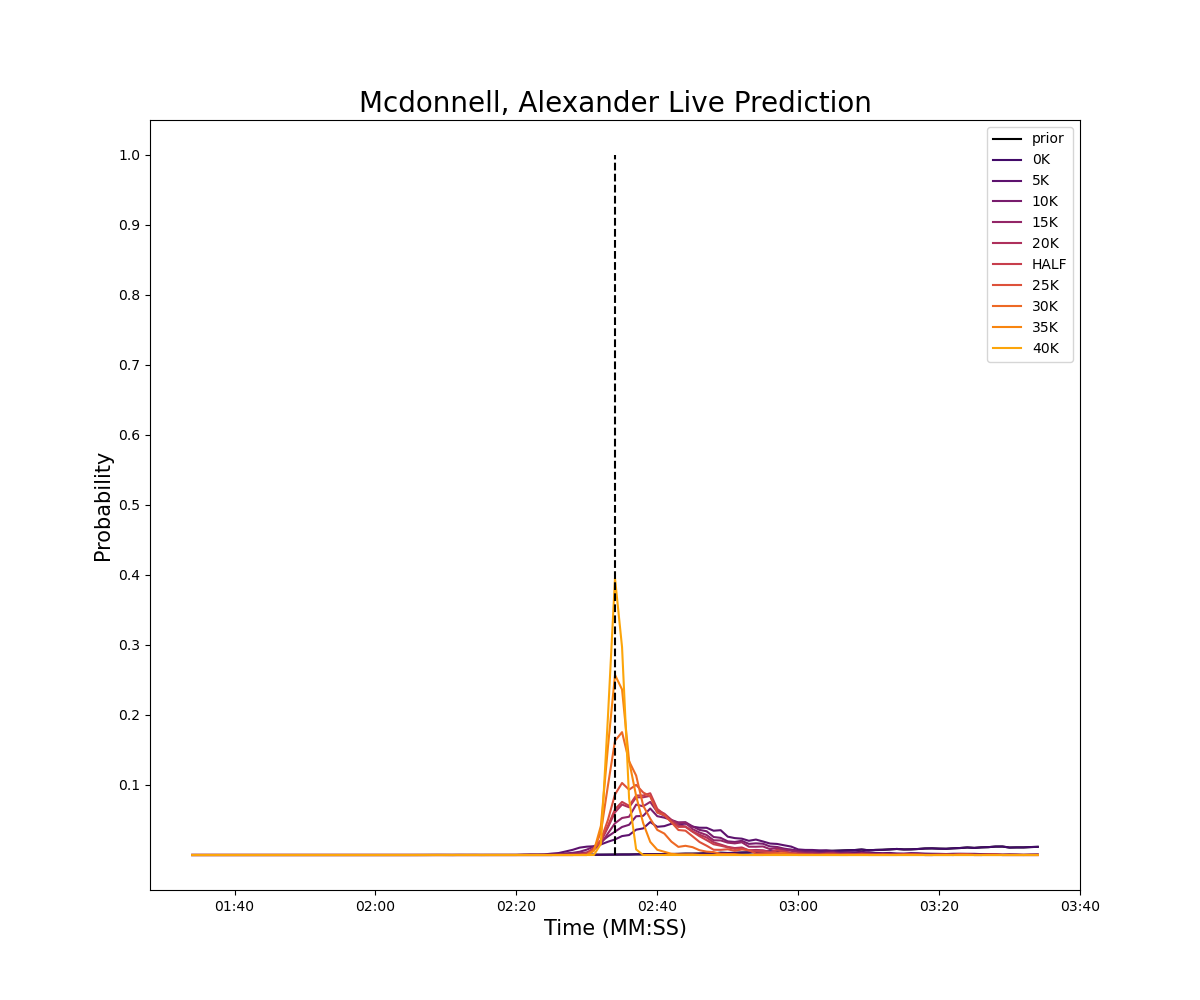 Mcdonnell, Alexander Live Prediction
prior
0K
5K
10K
15K
20K
HALF
25K
30K
35K
40K
1.0
0.9
0.8
0.7
0.6
0.5
0.4
0.3
0.2
0.1
Probability
01:40
02:00
02:20
02:40
03:00
03:20
03:40
Time (MM:SS)